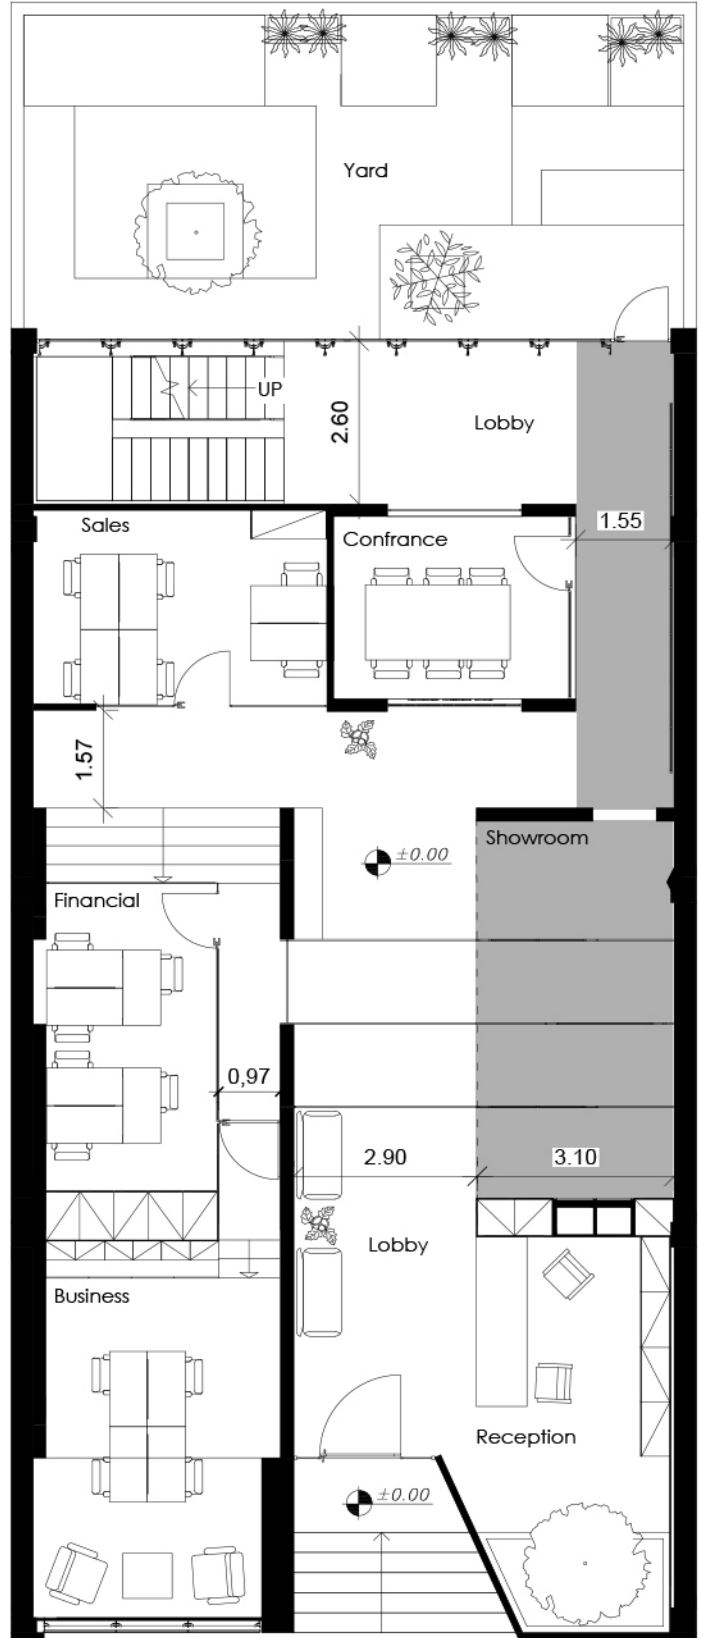 Yard
UP
2.60
Lobby
Sales
Confrance
1.55
1.57
±0.00
Showroom
Financial
0,97
2.90
3.10
Lobby
Business
Reception
±0.00